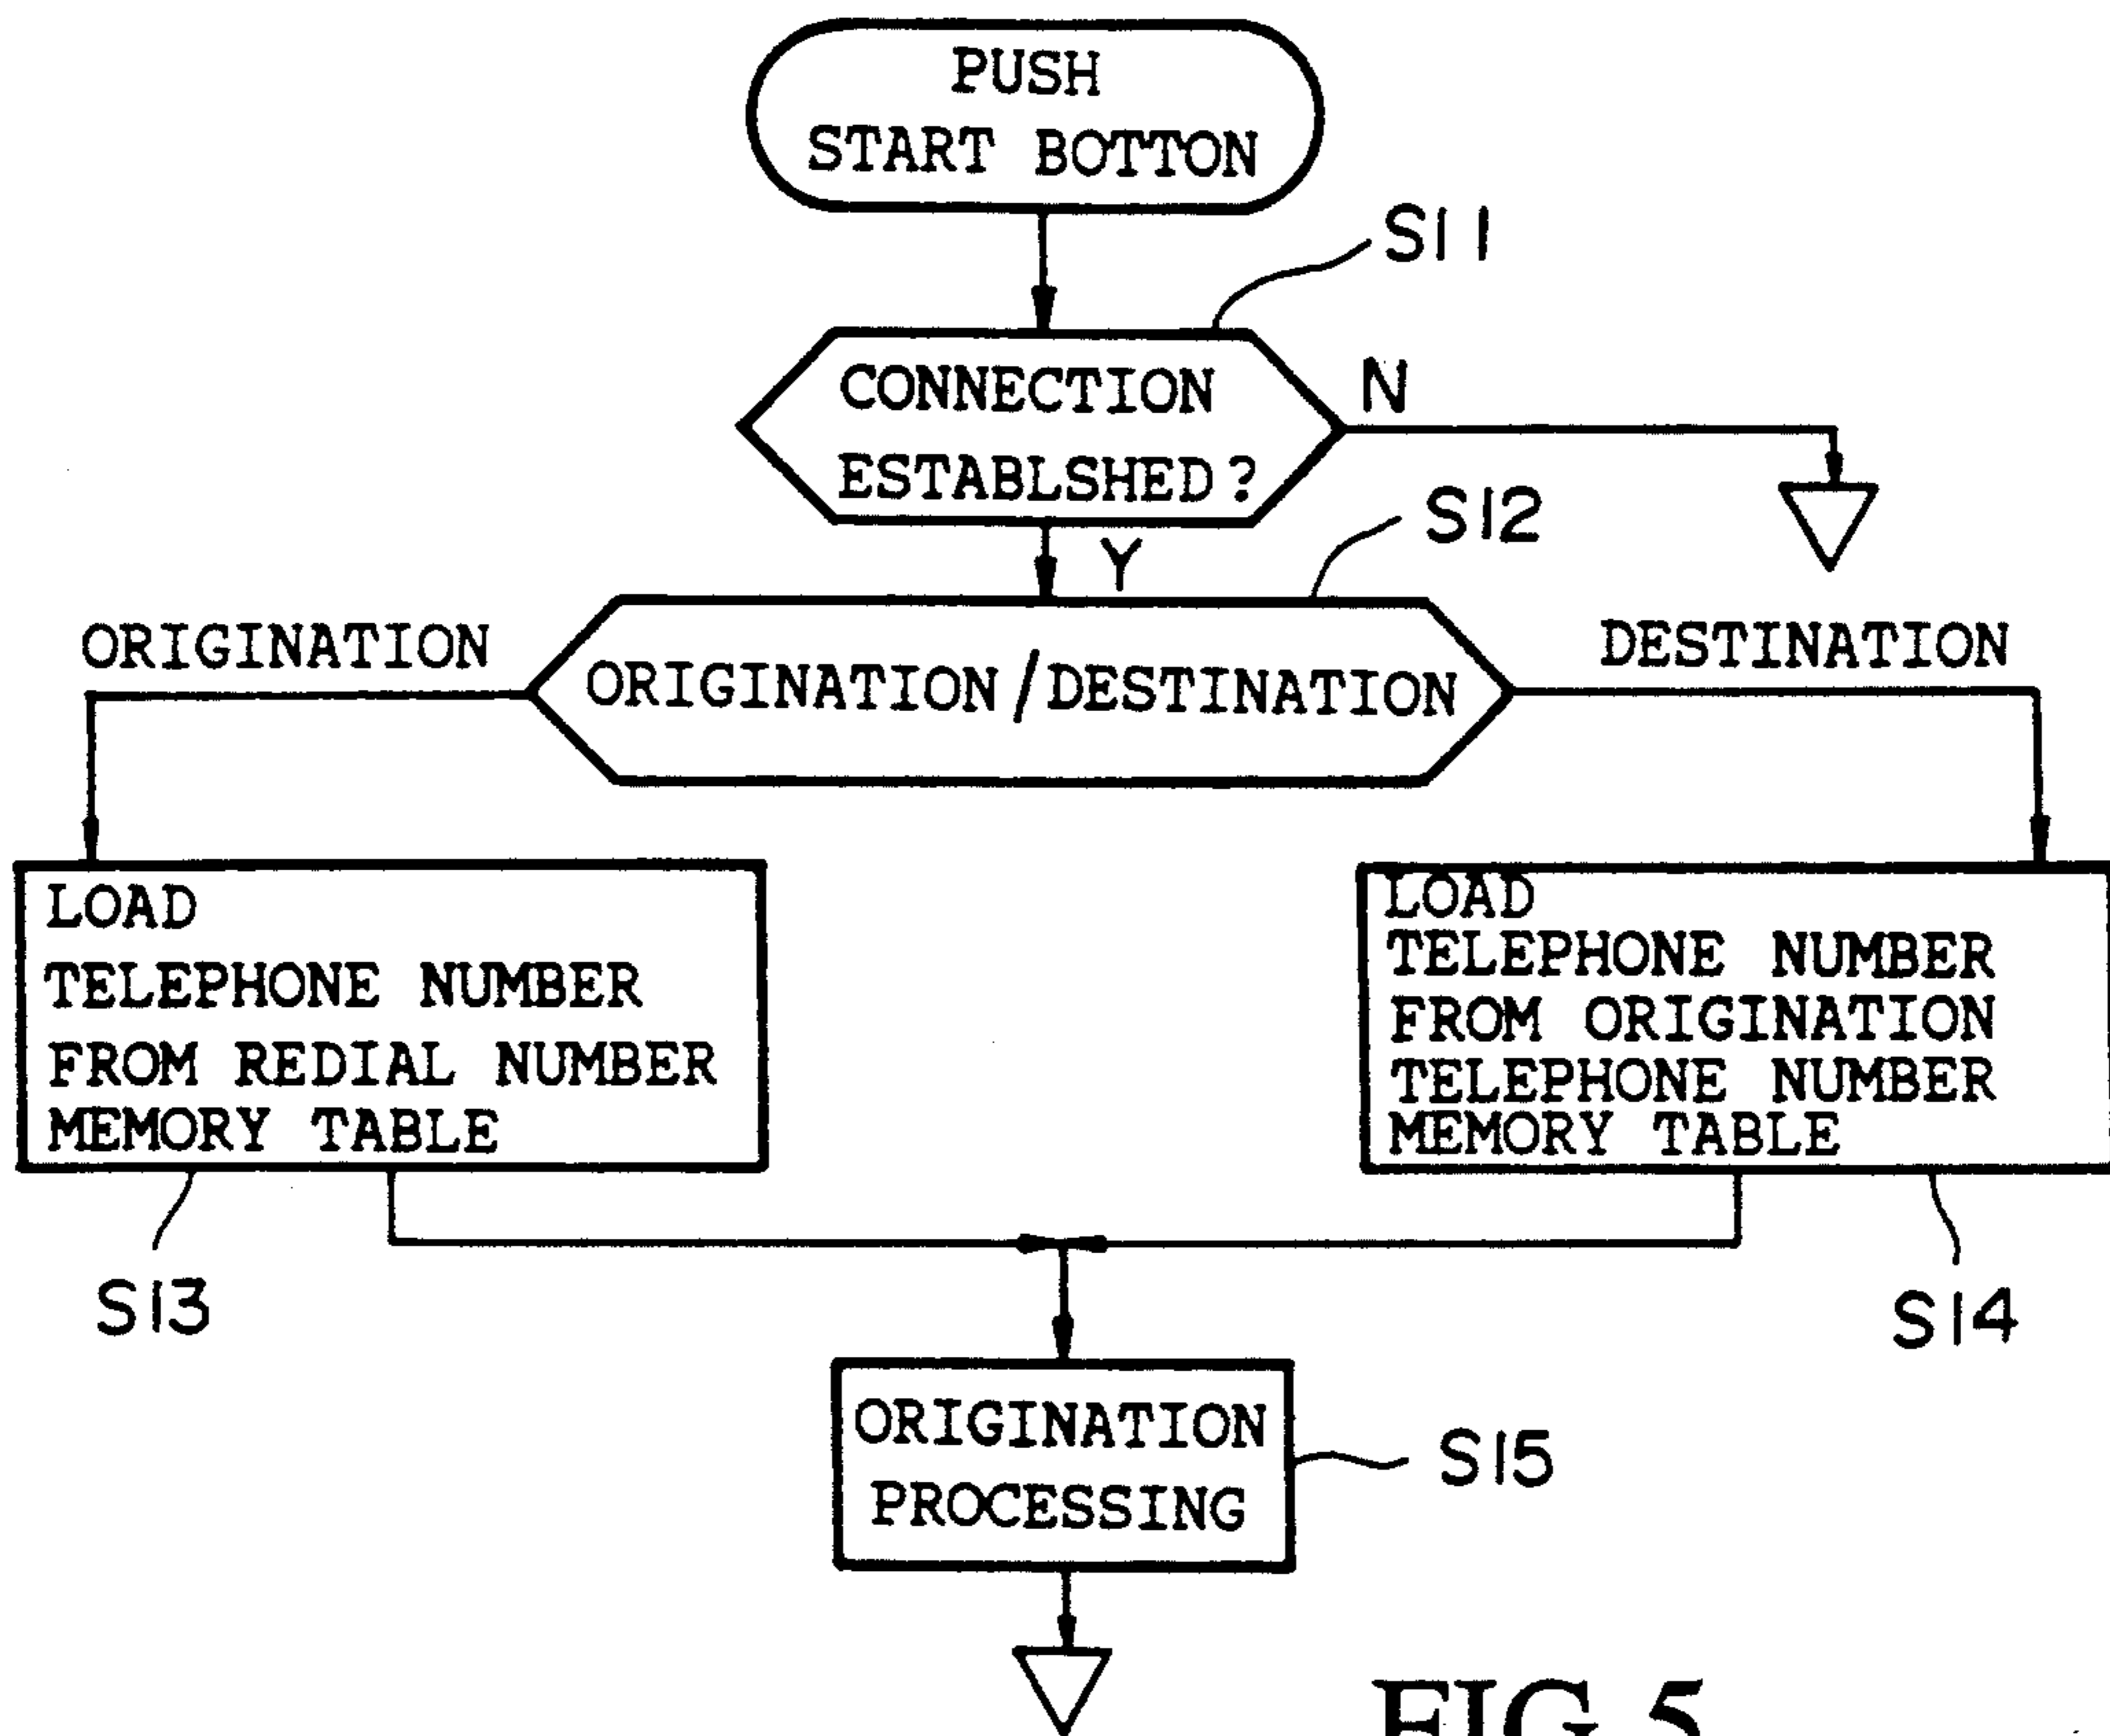 PUSH
START BOTTON
S11
CONNECTION
ESTABLSHED?
N
Y
S12
ORIGINATION
ORIGINATION/DESTINATION
DESTINATION
LOAD
TELEPHONE NUMBER
FROM REDIAL NUMBER
MEMORY TABLE
LOAD
TELEPHONE NUMBER
FROM ORIGINATION
TELEPHONE NUMBER
MEMORY TABLE
S13
S14
ORIGINATION
PROCESSING
S15
FIG.5